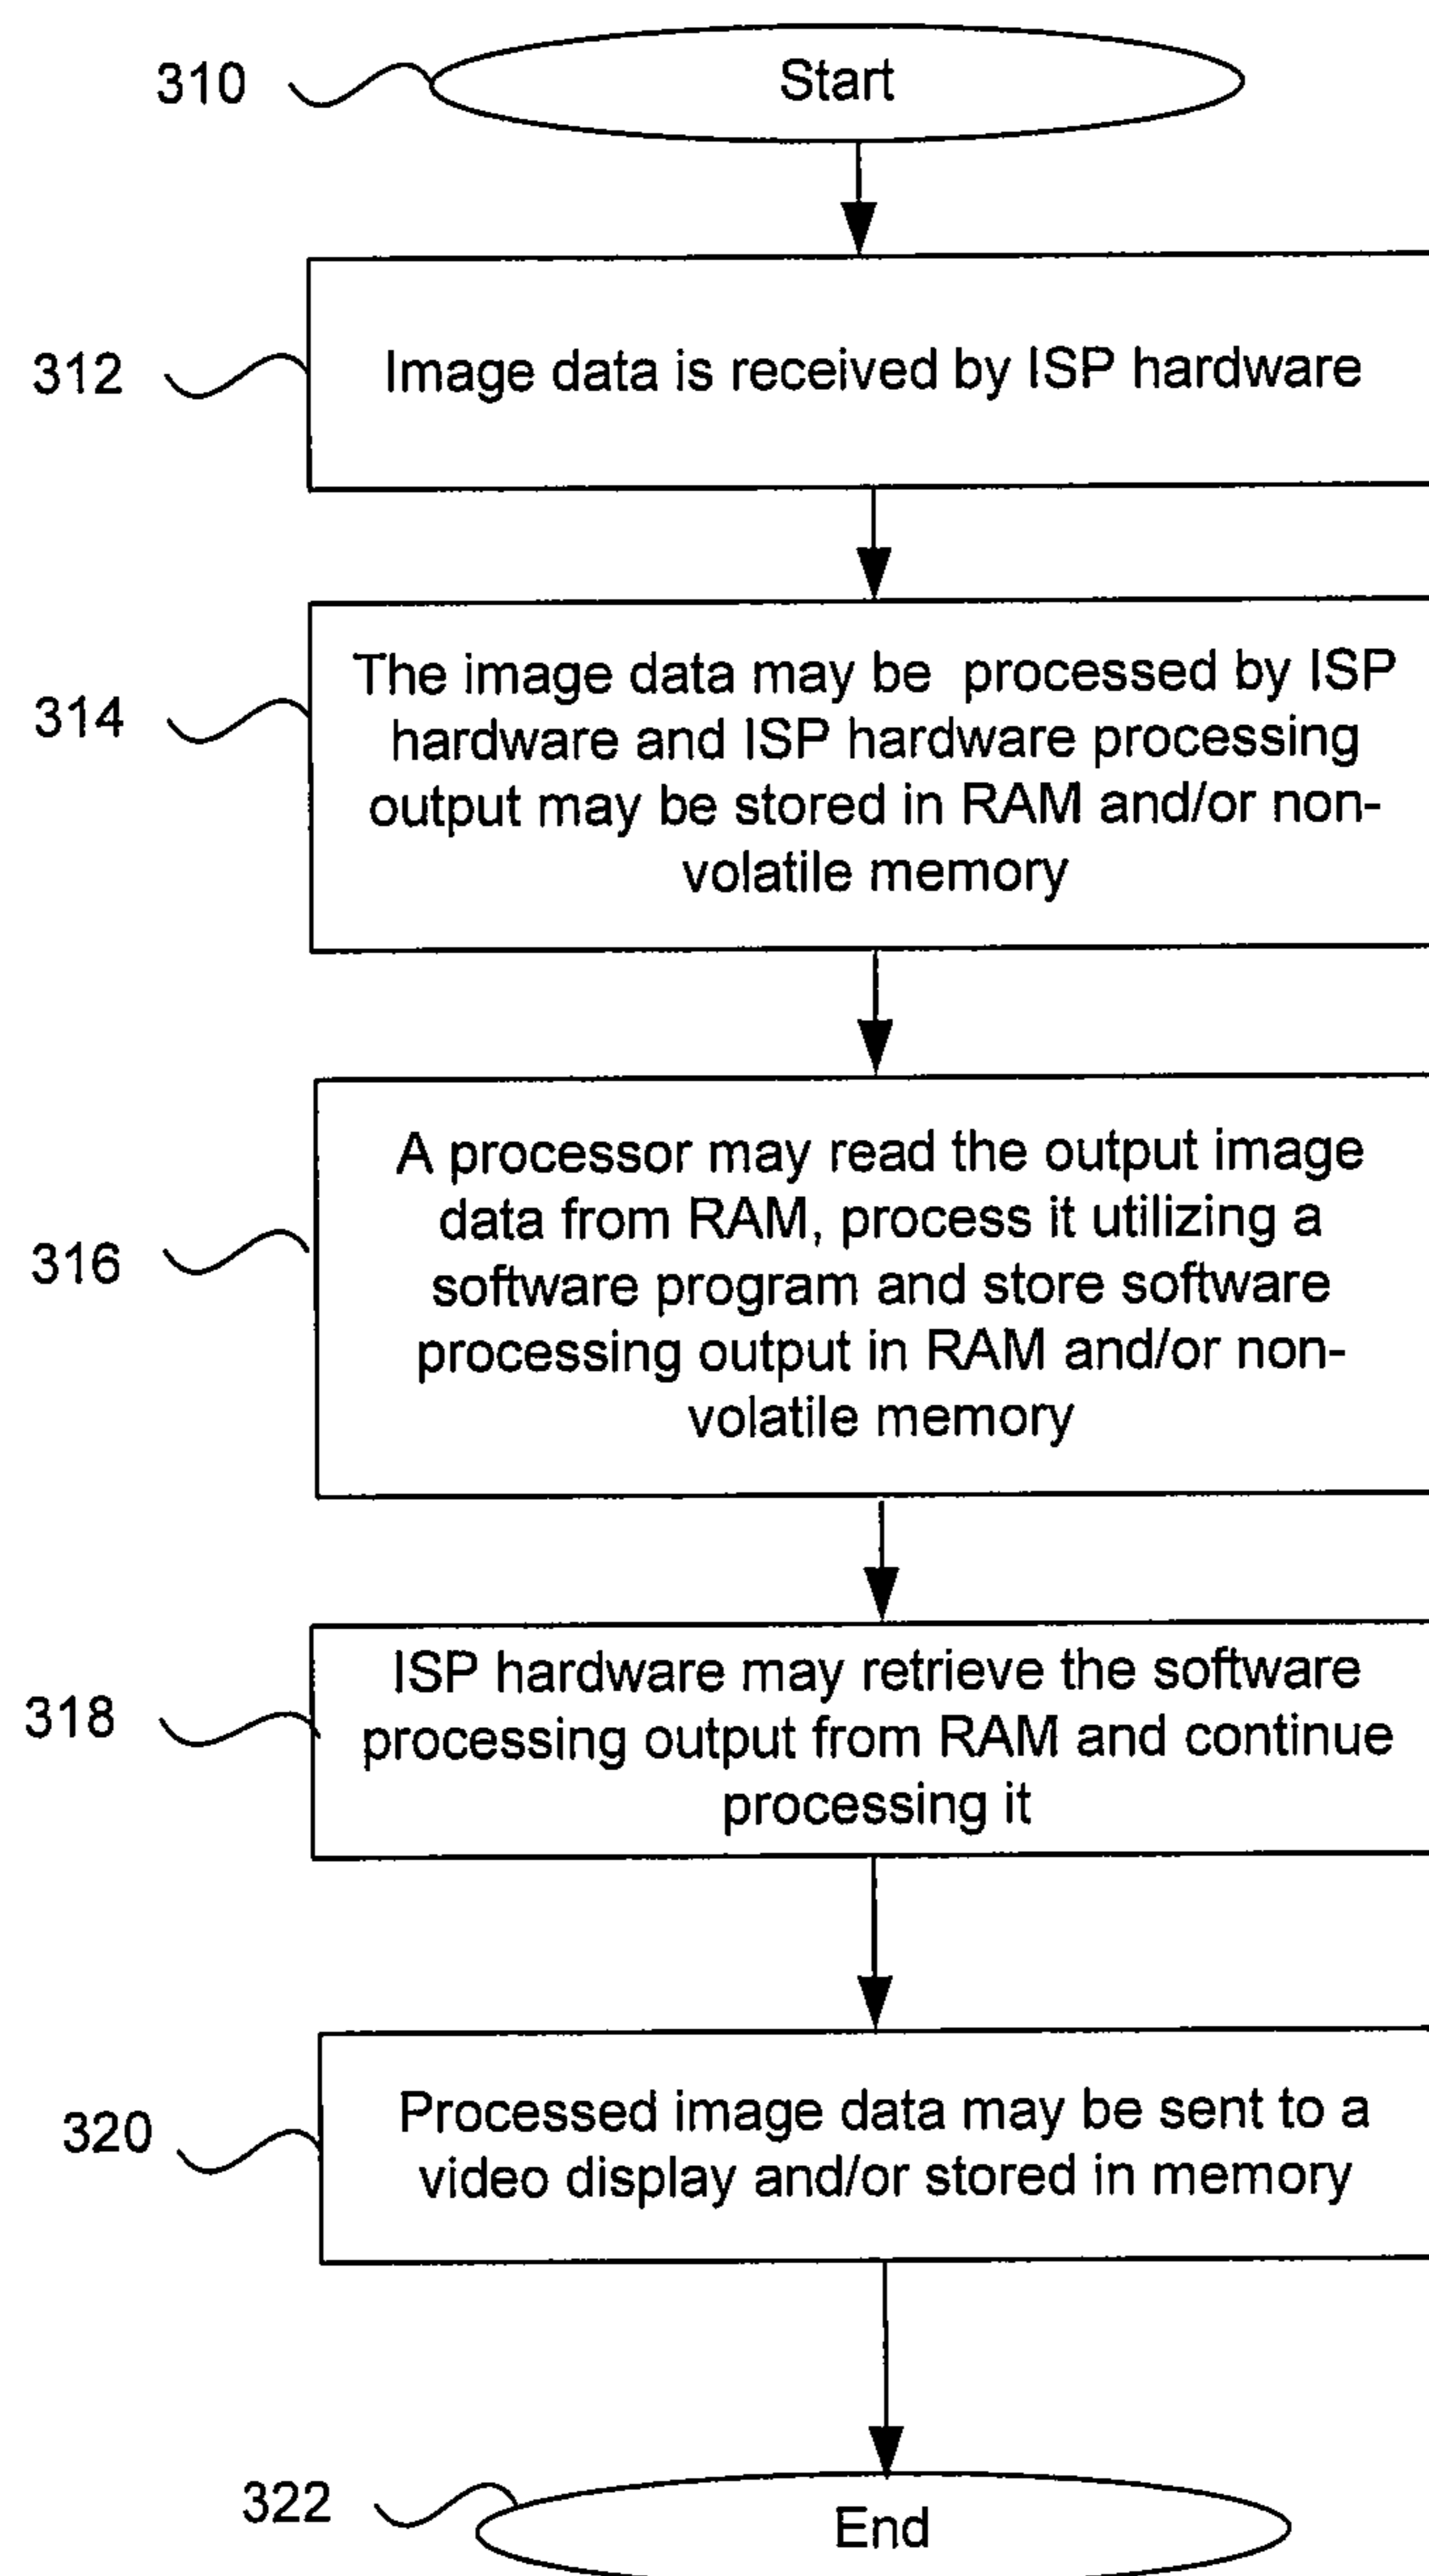 310
Start
312
Image data is received by ISP hardware
314
The image data may be processed by ISP
hardware and ISP hardware processing
output may be stored in RAM and/or non-
volatile memory
316
A processor may read the output image
data from RAM, process it utilizing a
software program and store software
processing output in RAM and/or non-
volatile memory
318
ISP hardware may retrieve the software
processing output from RAM and continue
processing it
320
Processed image data may be sent to a
video display and/or stored in memory
322
End